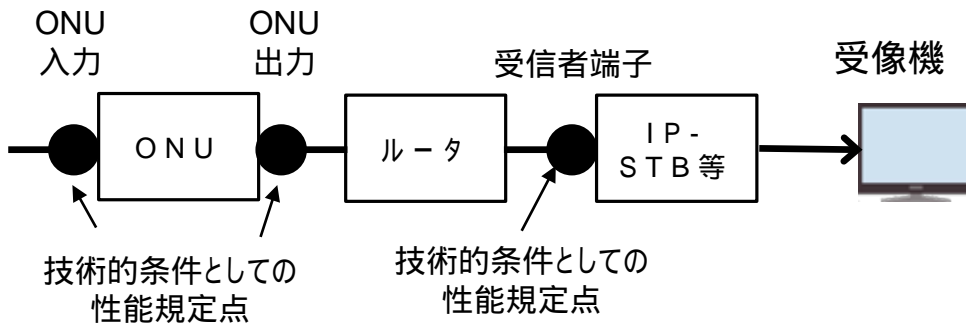 ONU
入力
ONU
出力
受信者端子
受像機
ONU
ルータ
IP-
STB等
技術的条件としての
性能規定点
技術的条件としての
性能規定点